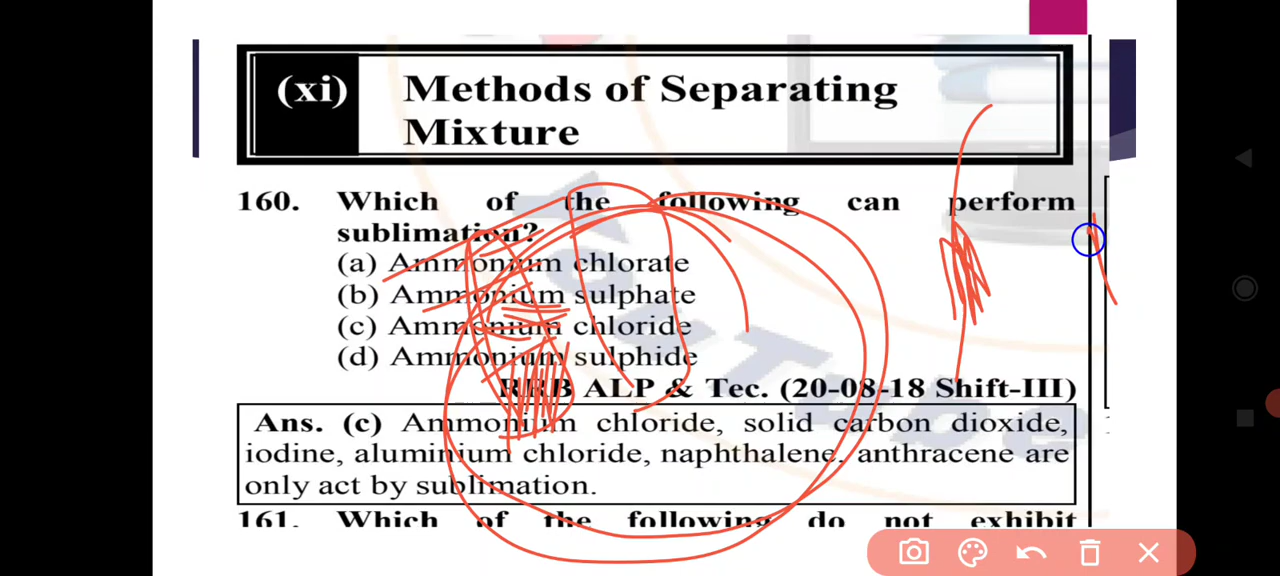 (xi) Methods of Separating
Mixture
160. Which of the following can perform
sublimation?
(a) Ammonium chlorate
(b) Ammonium sulphate
(c) Ammonium chloride
(d) Ammonium sulphide
RRB ALP & Tec. (20-08-18 Shift-III)
Ans. (c) Ammonium chloride, solid carbon dioxide,
iodine, aluminium chloride, naphthalene, anthracene are
only act by sublimation.
161. Which of the following do not exhibit